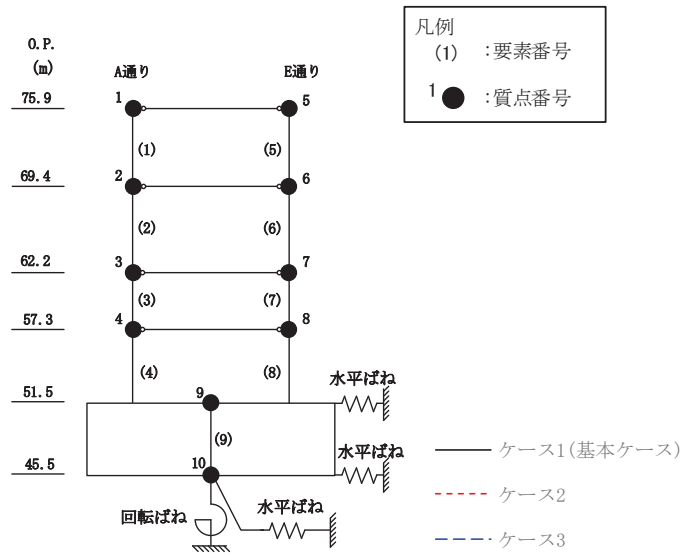 O.P.
(m)
A通り
E通り
75.9
1
5
(1)
(5)
69.4
2
6
(2)
(6)
62.2
3
7
(3)
(7)
57.3
4
8
(4)
(8)
51.5
9
水平ばね
(9)
水平ばね
45.5
10
回転ばね
水平ばね
凡例
(1) :要素番号
1 :質点番号
ケース1(基本ケース)
ケース2
ケース3